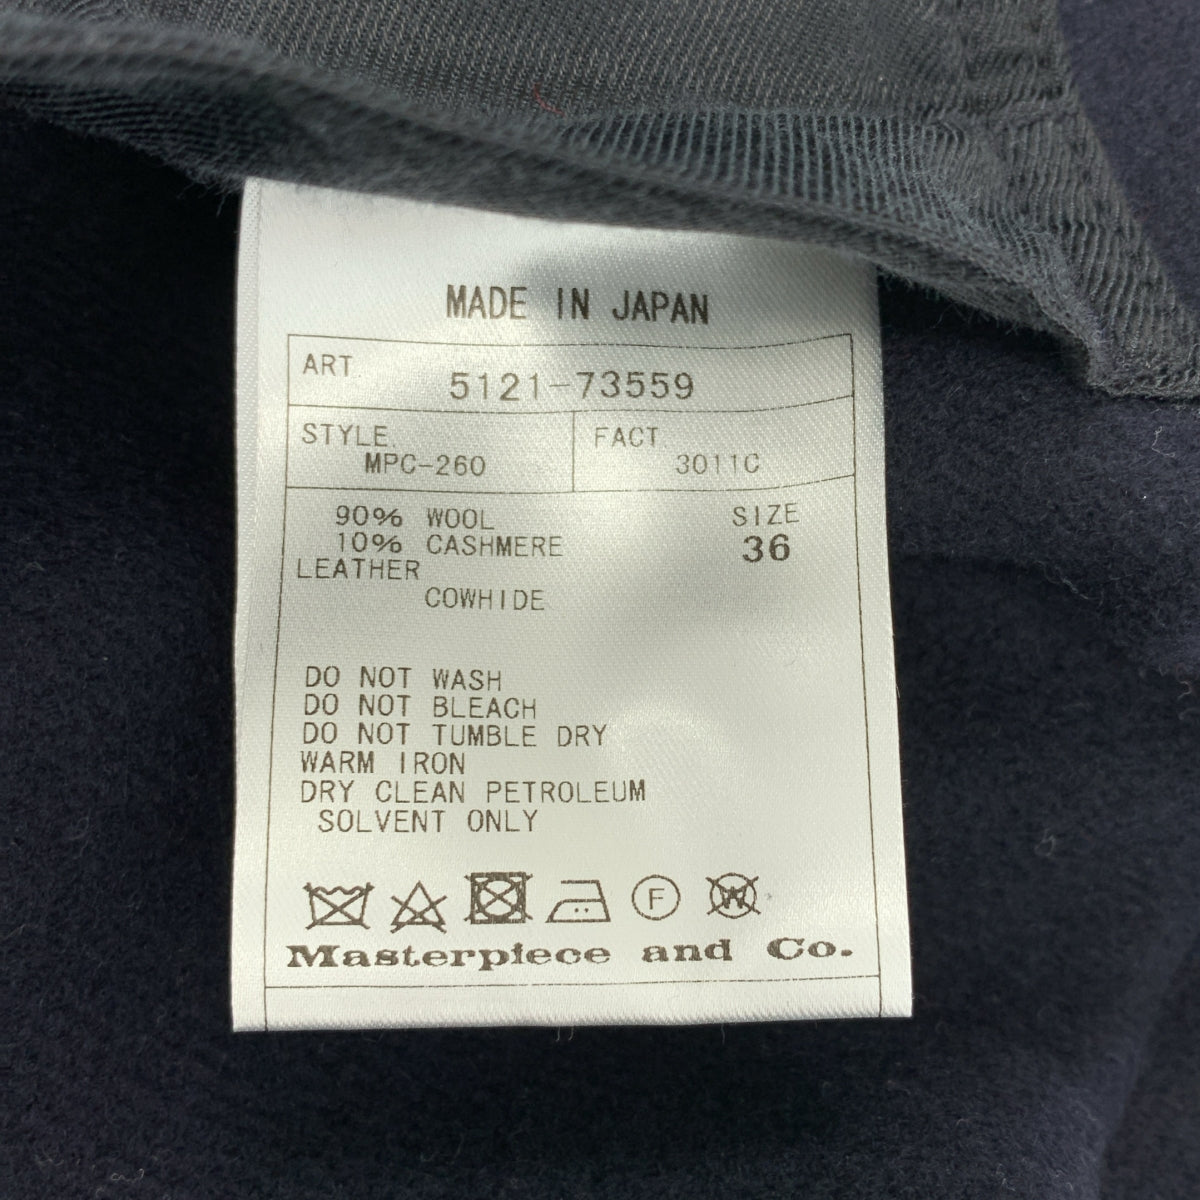 MADE IN JAPAN
ART. 5121-73559
STYLE. FACT.
MPC-260 3011C
90% WOOL SIZE
10% CASHMERE 36
LEATHER
COWHIDE
DO NOT WASH
DO NOT BLEACH
DO NOT TUMBLE DRY
WARM IRON
DRY CLEAN PETROLEUM
SOLVENT ONLY
F W
Masterpiece and Co.